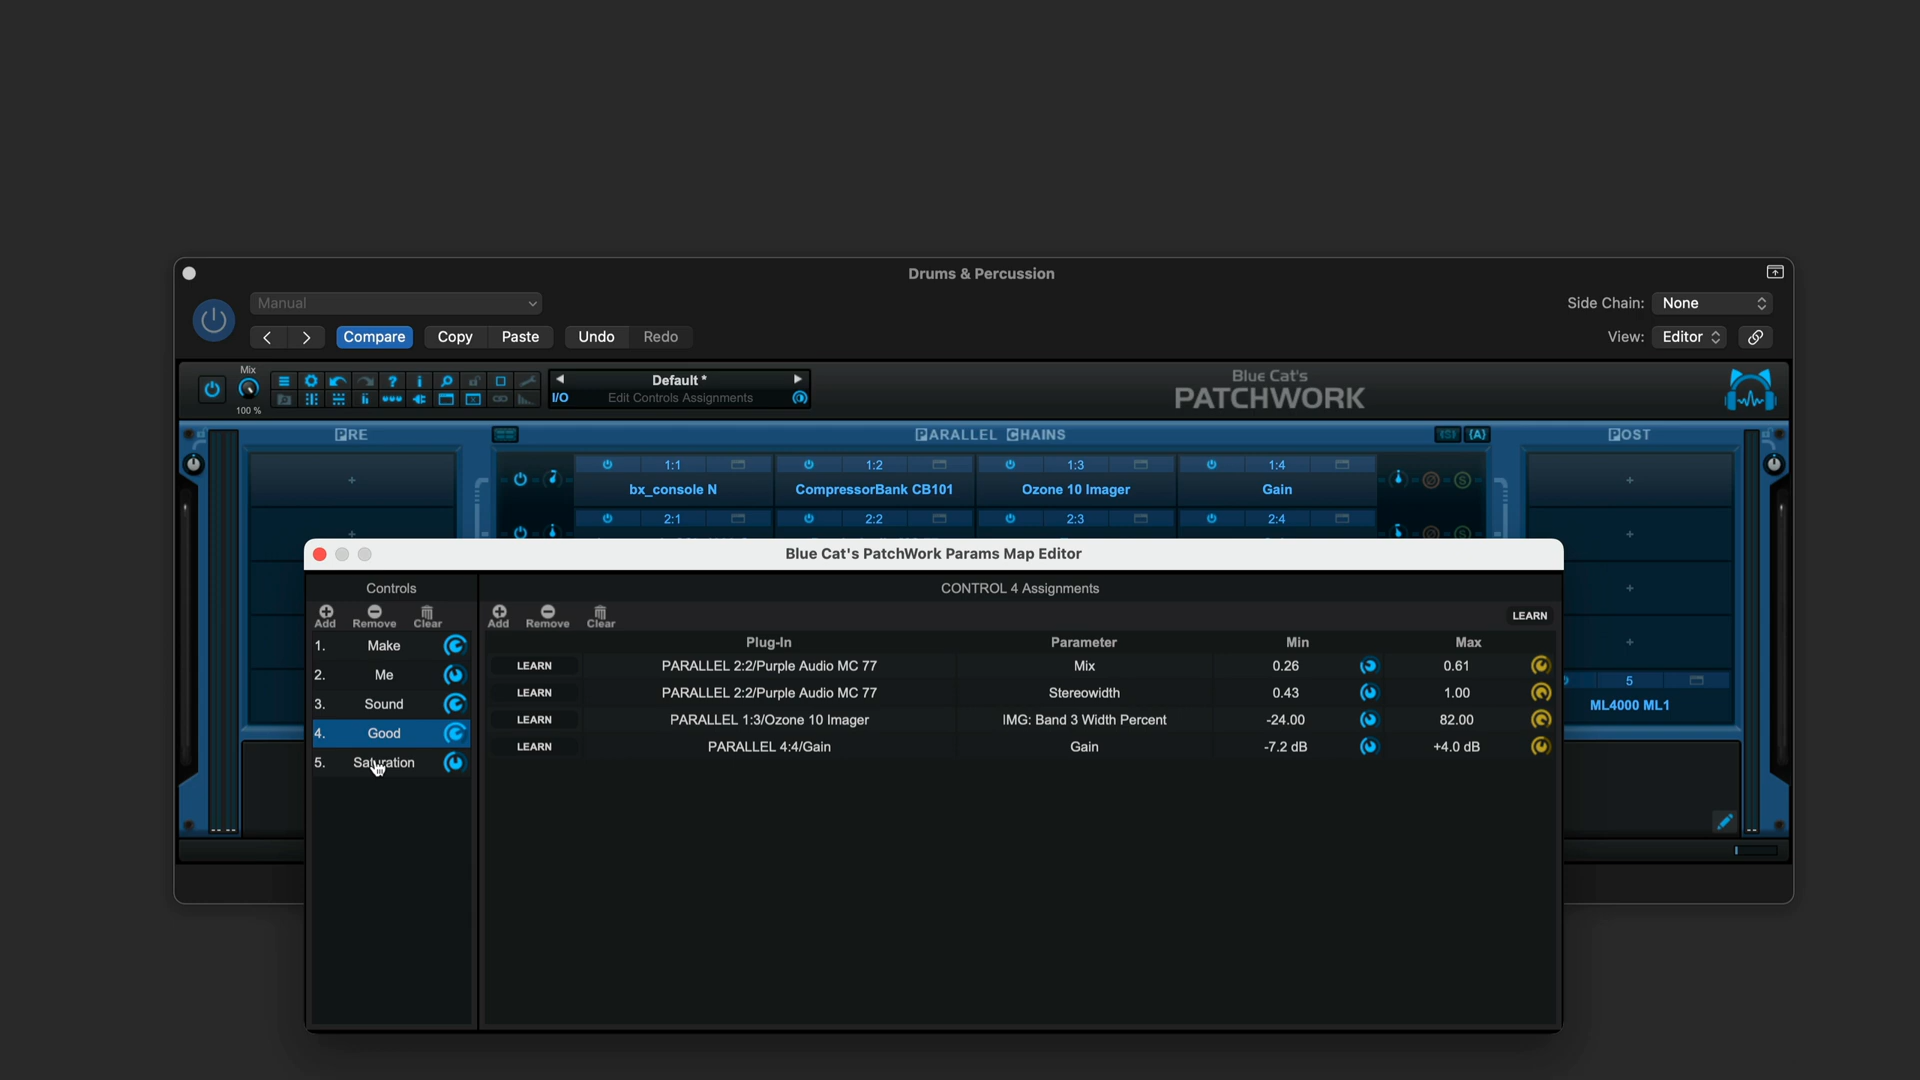 Drums & Percussion
Manual
Side Chain: None
Compare Copy Paste Undo Redo
View: Editor
Mix
100 %
Default *
I/O Edit Controls Assignments
Blue Cat's
PATCHWORK
PRE
PARALLEL CHAINS
(S) (A)
POST
1:1 1:2 1:3 1:4
bx_console N CompressorBank CB101 Ozone 10 Imager Gain
2:1 2:2 2:3 2:4
5
ML4000 ML1
Blue Cat's PatchWork Params Map Editor
Controls
CONTROL 4 Assignments
Add Remove Clear
Add Remove Clear
LEARN
Plug-In Parameter Min Max
1. Make
2. Me
3. Sound
4. Good
5. Saturation
LEARN PARALLEL 2:2/Purple Audio MC 77 Mix 0.26 0.61
LEARN PARALLEL 2:2/Purple Audio MC 77 Stereowidth 0.43 1.00
LEARN PARALLEL 1:3/Ozone 10 Imager IMG: Band 3 Width Percent -24.00 82.00
LEARN PARALLEL 4:4/Gain Gain -7.2 dB +4.0 dB